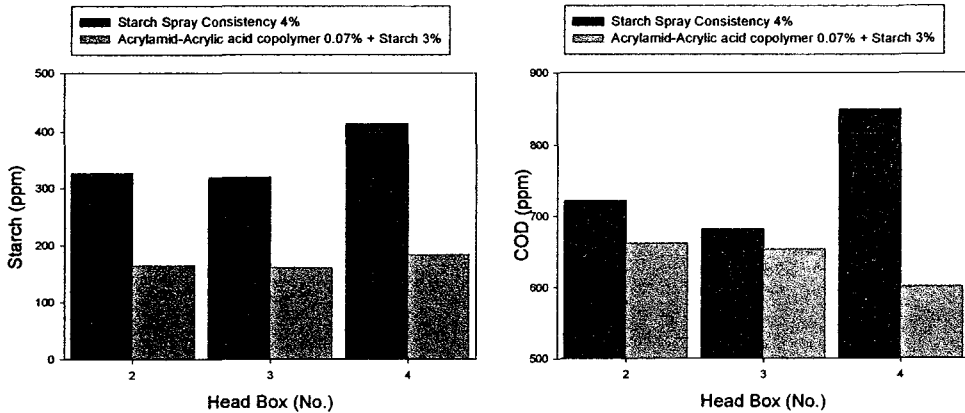 Starch Spray Consistency 4%
Acrylamid-Acrylic acid copolymer 0.07% + Starch 3%
500
400
300
200
100
0
Starch (ppm)
2
3
4
Head Box (No.)
Starch Spray Consistency 4%
Acrylamid-Acrylic acid copolymer 0.07% + Starch 3%
900
800
700
600
500
COD (ppm)
2
3
4
Head Box (No.)